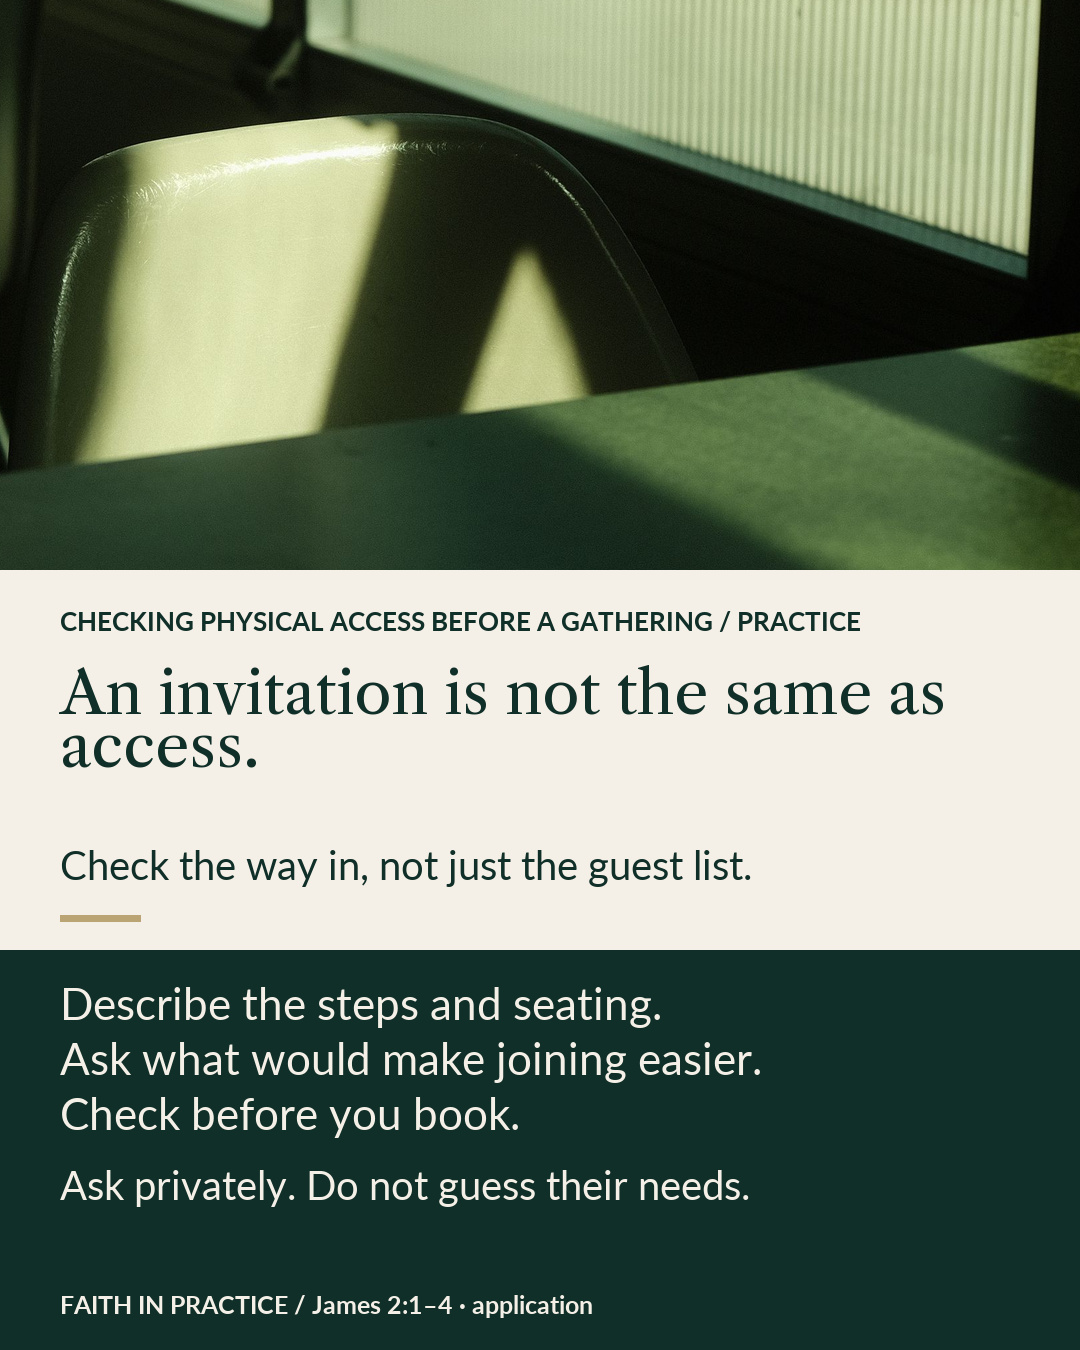 CHECKING PHYSICAL ACCESS BEFORE A GATHERING / PRACTICE
An invitation is not the same as
access.
Check the way in, not just the guest list.
Describe the steps and seating.
Ask what would make joining easier.
Check before you book.
Ask privately. Do not guess their needs.
FAITH IN PRACTICE / James 2:1–4 · application